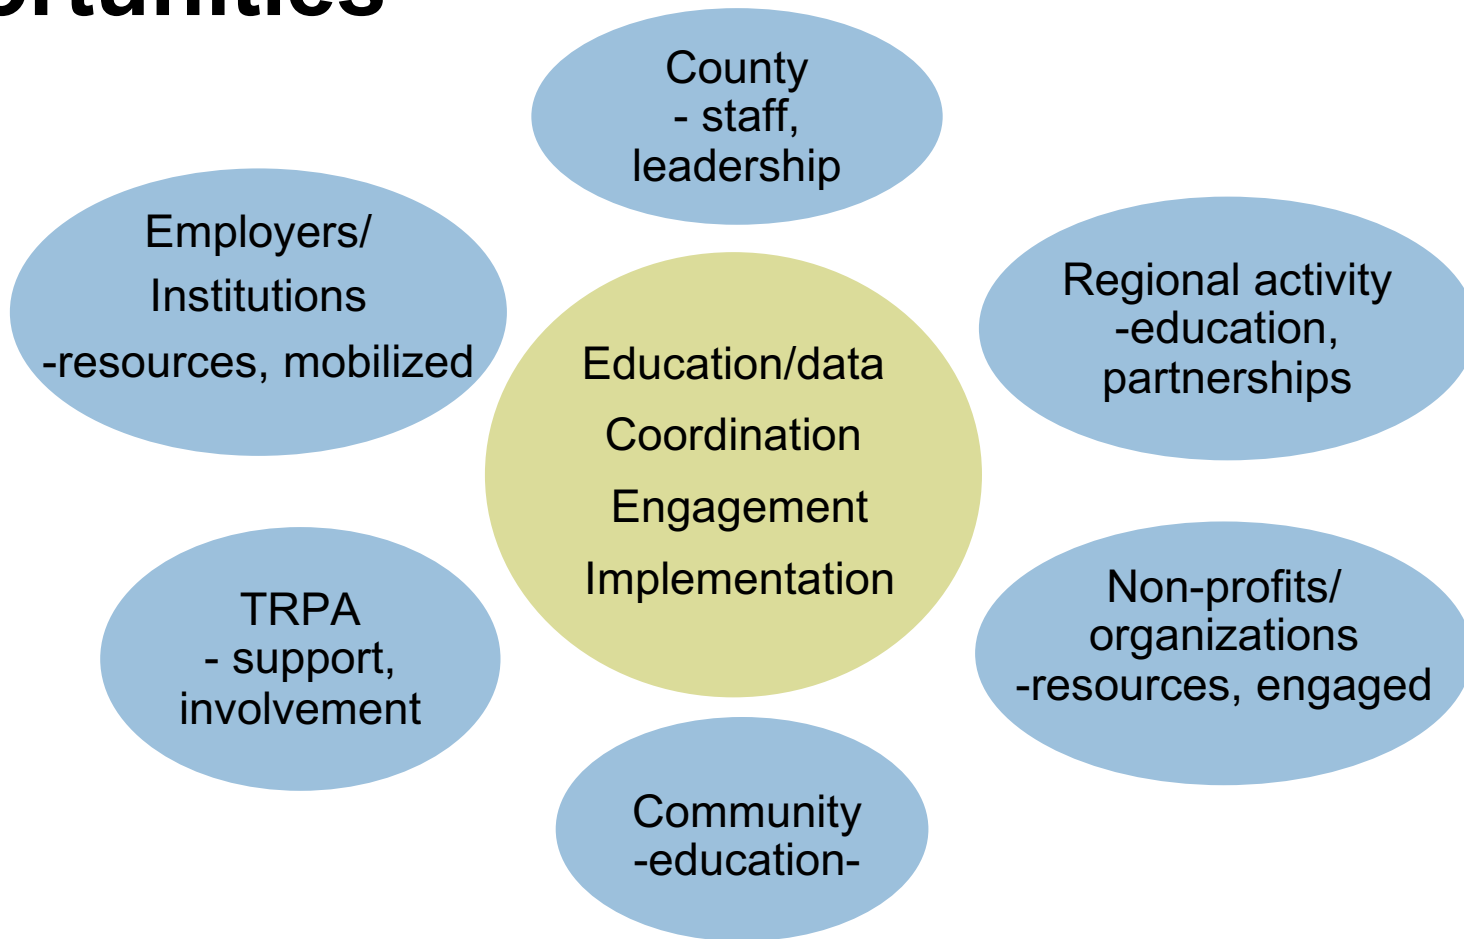 County
- staff,
leadership
Employers/
Institutions
-resources, mobilized
Regional activity
-education,
partnerships
Education/data
Coordination
Engagement
Implementation
TRPA
- support,
involvement
Non-profits/
organizations
-resources, engaged
Community
-education-